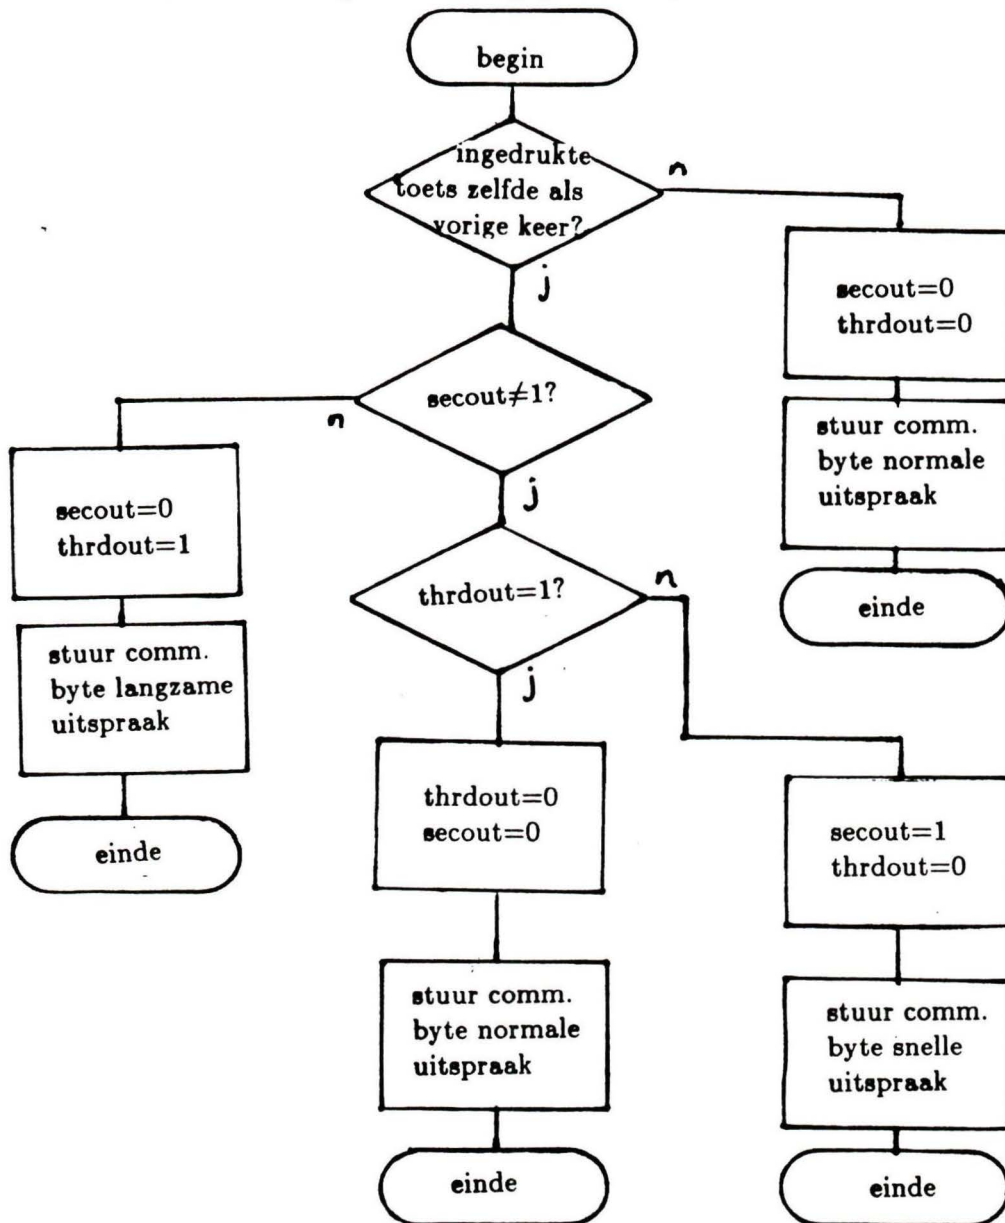 begin
ingedrukte
toets zelfde als
vorige keer?
n
j
secout=0
thrdout=0
stuur comm.
byte normale
uitspraak
einde
secout≠1?
n
j
secout=0
thrdout=1
stuur comm.
byte langzame
uitspraak
einde
thrdout=1?
n
j
thrdout=0
secout=0
stuur comm.
byte normale
uitspraak
einde
secout=1
thrdout=0
stuur comm.
byte snelle
uitspraak
einde